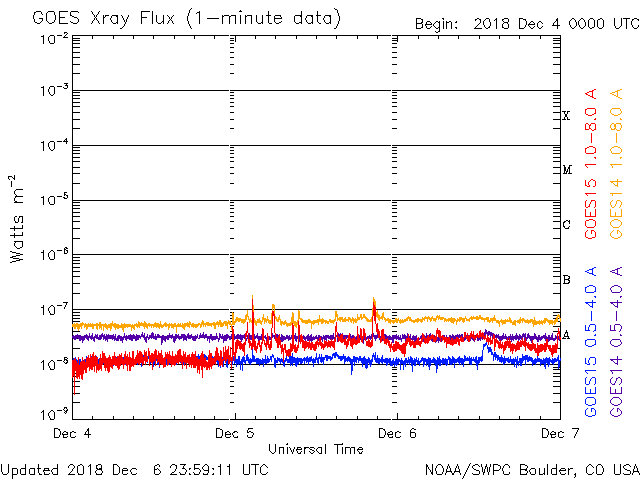 GOES Xray Flux (1-minute data)
Begin: 2018 Dec 4 0000 UTC
10⁻²
10⁻³
10⁻⁴
10⁻⁵
10⁻⁶
10⁻⁷
10⁻⁸
10⁻⁹
Watts m⁻²
X
M
C
B
A
GOES15 1.0-8.0 A
GOES14 1.0-8.0 A
GOES15 0.5-4.0 A
GOES14 0.5-4.0 A
Dec 4 Dec 5 Dec 6 Dec 7
Universal Time
Updated 2018 Dec 6 23:59:11 UTC
NOAA/SWPC Boulder, CO USA